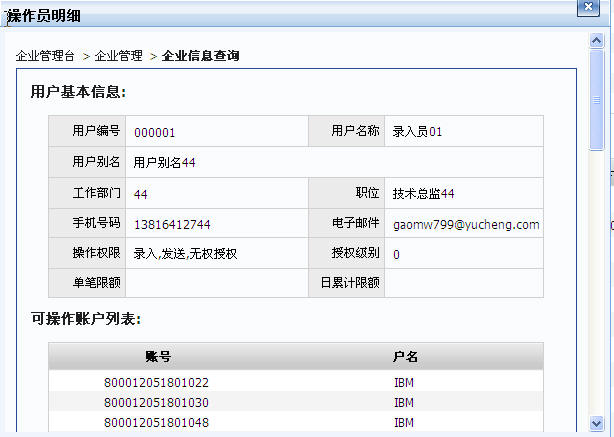 操作员明细
企业管理台 > 企业管理 > 企业信息查询
用户基本信息:
用户编号 000001 用户名称 录入员01
用户别名 用户别名44
工作部门 44 职位 技术总监44
手机号码 13816412744 电子邮件 gaomw799@yucheng.com
操作权限 录入,发送,无权授权 授权级别 0
单笔限额 日累计限额
可操作账户列表:
账号 户名
800012051801022 IBM
800012051801030 IBM
800012051801048 IBM